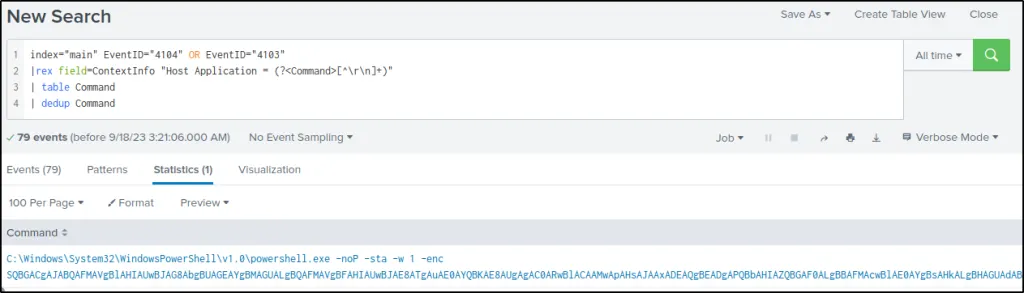 New Search
Save As ▾ Create Table View Close
1 index="main" EventID="4104" OR EventID="4103"
2 |rex field=ContextInfo "Host Application = (?<Command>[^\r\n]+)"
3 | table Command
4 | dedup Command
All time ▾
✓ 79 events (before 9/18/23 3:21:06.000 AM) No Event Sampling ▾
Job ▾
Verbose Mode ▾
Events (79) Patterns Statistics (1) Visualization
100 Per Page ▾ Format Preview ▾
Command
C:\Windows\System32\WindowsPowerShell\v1.0\powershell.exe -noP -sta -w 1 -enc